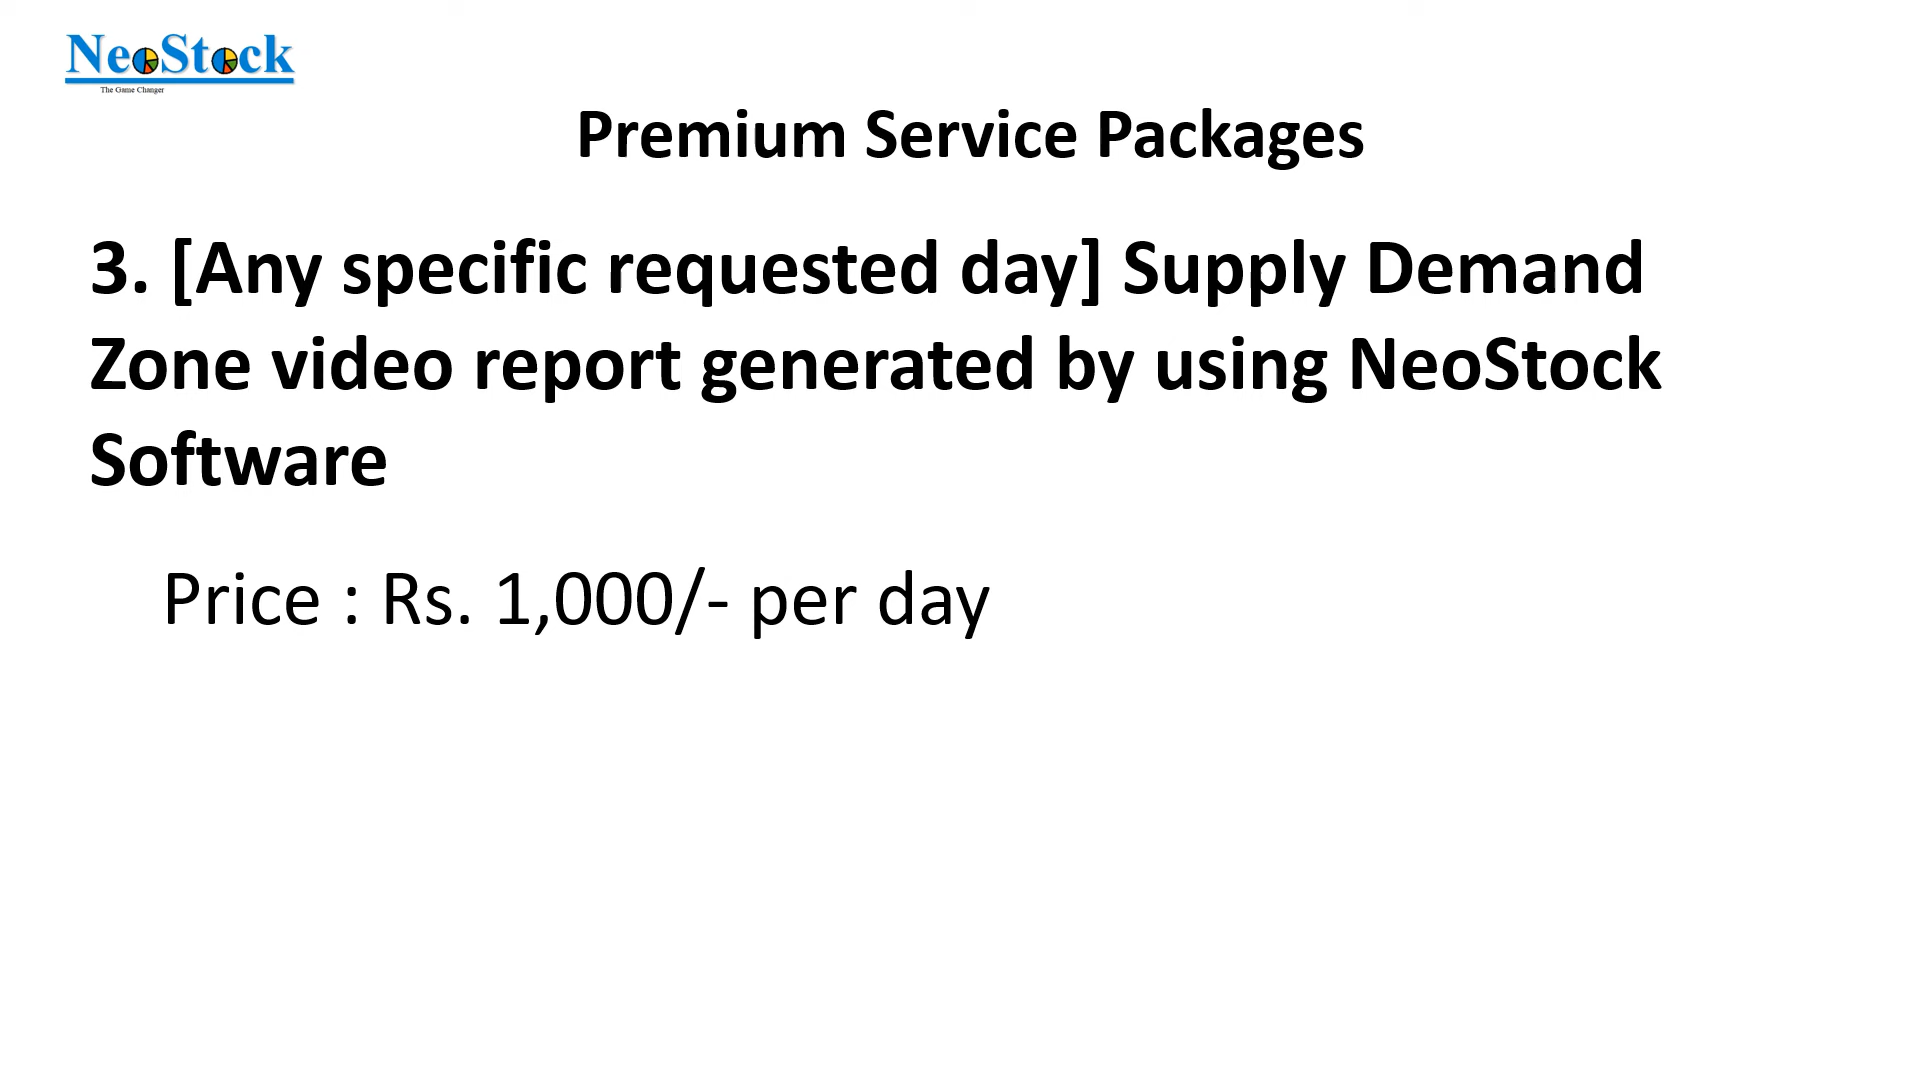 NeoStock
The Game Changer
Premium Service Packages
3. [Any specific requested day] Supply Demand
Zone video report generated by using NeoStock
Software
Price : Rs. 1,000/- per day